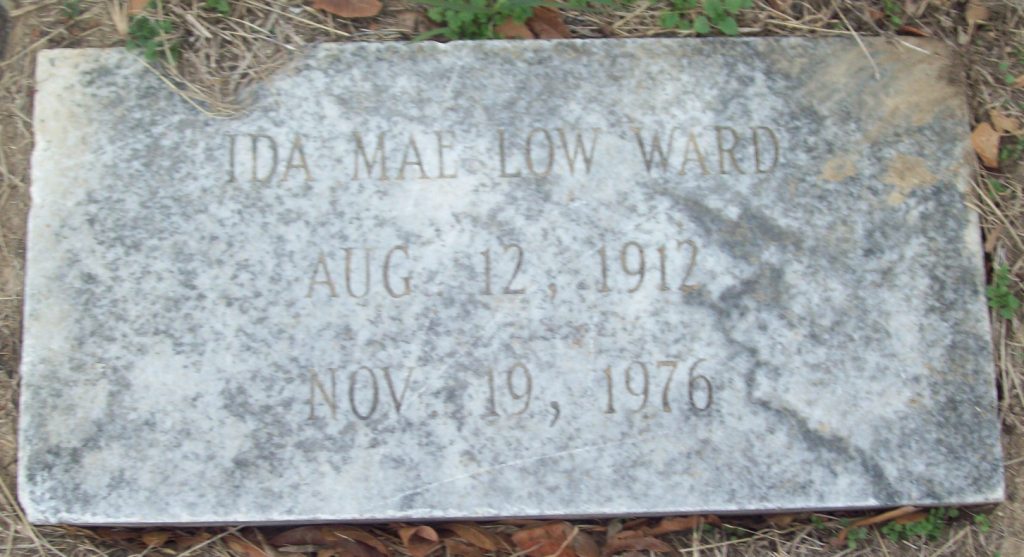 IDA MAE LOW WARD
AUG. 12, 1912
NOV. 19, 1976